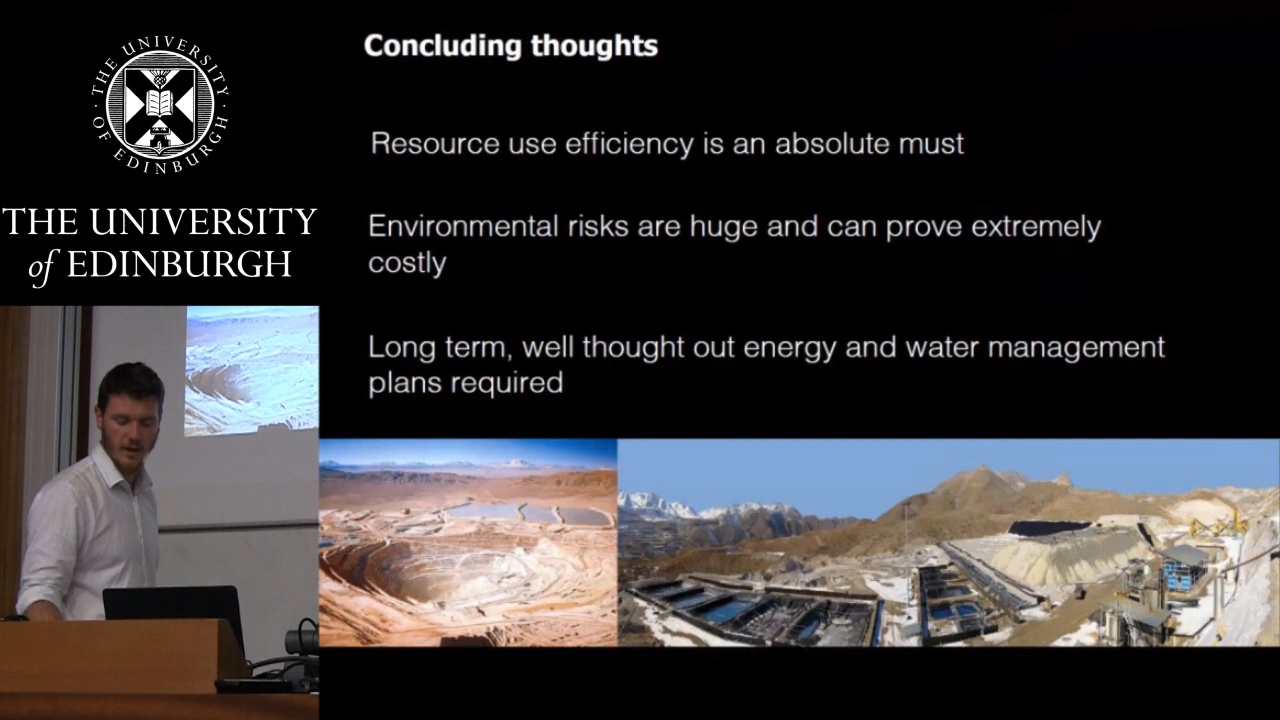 THE UNIVERSITY
OF EDINBURGH
THE UNIVERSITY
of EDINBURGH
Concluding thoughts
Resource use efficiency is an absolute must
Environmental risks are huge and can prove extremely
costly
Long term, well thought out energy and water management
plans required